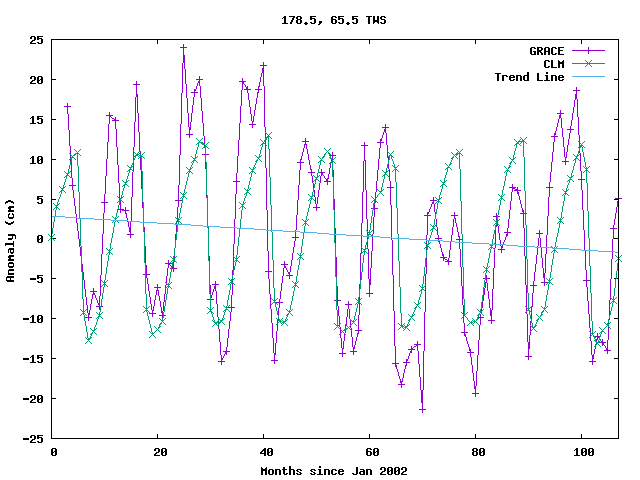 178.5, 65.5 TWS
GRACE
CLM
Trend Line
25
20
15
10
5
0
-5
-10
-15
-20
-25
Anomaly (cm)
0 20 40 60 80 100
Months since Jan 2002